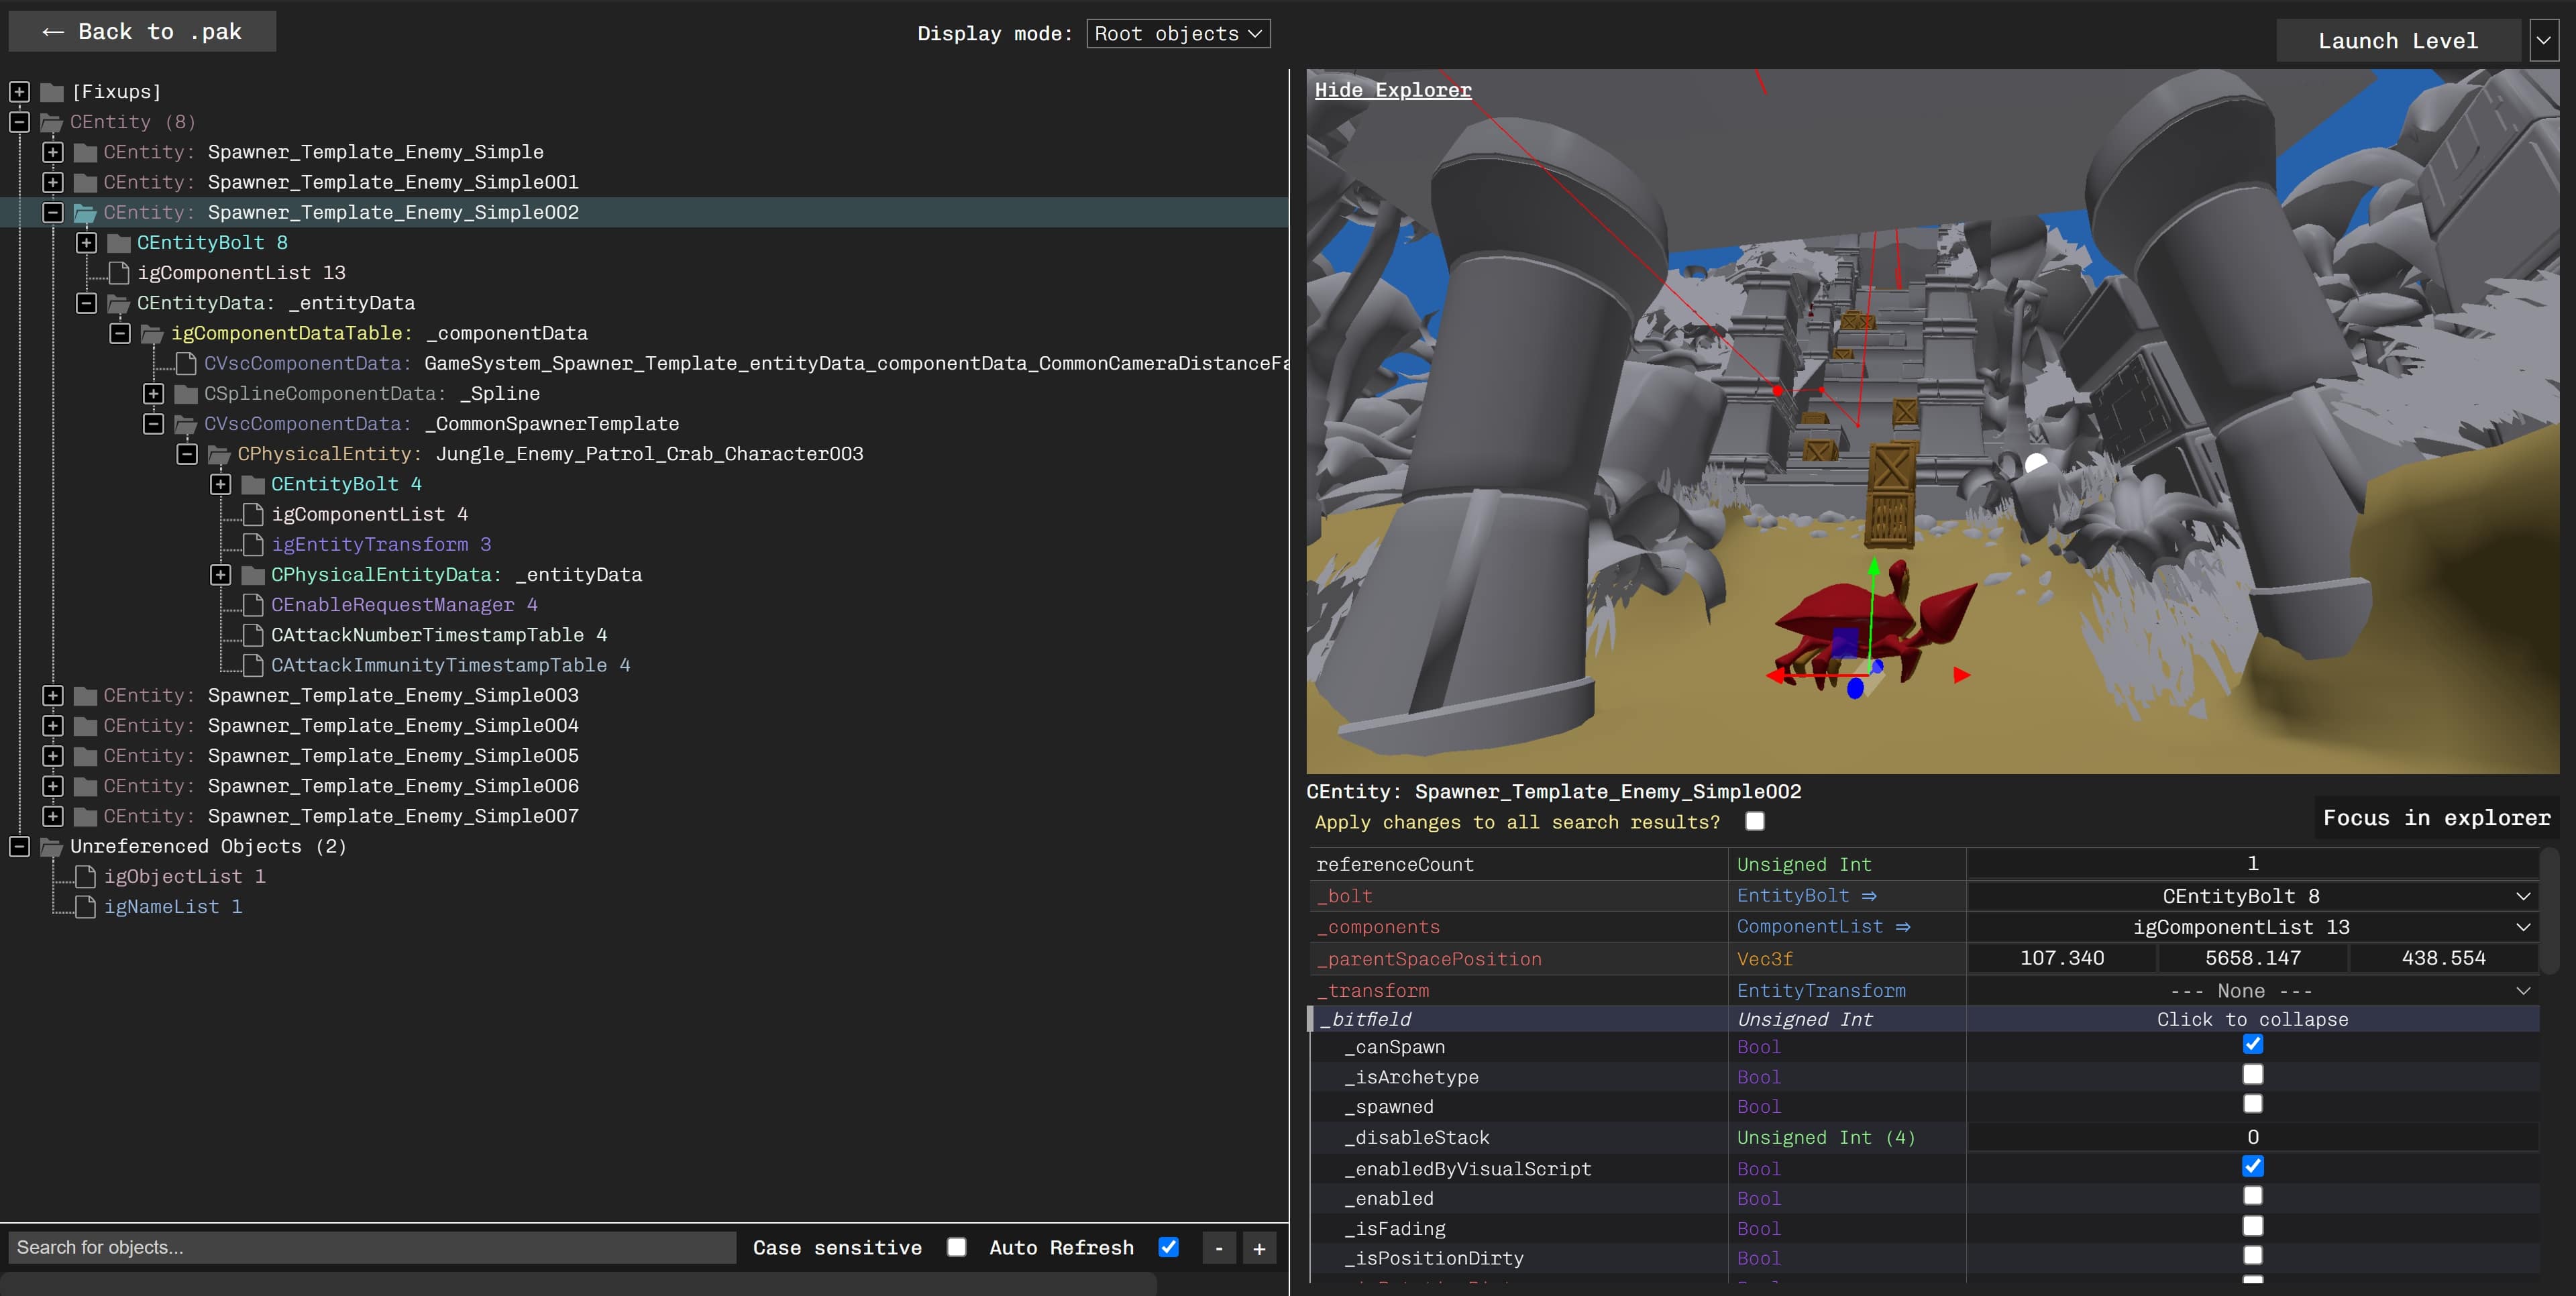 ← Back to .pak
Display mode: Root objects
Launch Level
[Fixups]
CEntity (8)
CEntity: Spawner_Template_Enemy_Simple
CEntity: Spawner_Template_Enemy_Simple001
CEntity: Spawner_Template_Enemy_Simple002
CEntityBolt 8
igComponentList 13
CEntityData: _entityData
igComponentDataTable: _componentData
CVscComponentData: GameSystem_Spawner_Template_entityData_componentData_CommonCameraDistanceFa
CSplineComponentData: _Spline
CVscComponentData: _CommonSpawnerTemplate
CPhysicalEntity: Jungle_Enemy_Patrol_Crab_Character003
CEntityBolt 4
igComponentList 4
igEntityTransform 3
CPhysicalEntityData: _entityData
CEnableRequestManager 4
CAttackNumberTimestampTable 4
CAttackImmunityTimestampTable 4
CEntity: Spawner_Template_Enemy_Simple003
CEntity: Spawner_Template_Enemy_Simple004
CEntity: Spawner_Template_Enemy_Simple005
CEntity: Spawner_Template_Enemy_Simple006
CEntity: Spawner_Template_Enemy_Simple007
Unreferenced Objects (2)
igObjectList 1
igNameList 1
Search for objects...
Case sensitive
Auto Refresh
- +
Hide Explorer
CEntity: Spawner_Template_Enemy_Simple002
Apply changes to all search results?
Focus in explorer
referenceCount Unsigned Int 1
_bolt EntityBolt ⇒ CEntityBolt 8
_components ComponentList ⇒ igComponentList 13
_parentSpacePosition Vec3f 107.340 5658.147 438.554
_transform EntityTransform --- None ---
_bitfield Unsigned Int Click to collapse
_canSpawn Bool
_isArchetype Bool
_spawned Bool
_disableStack Unsigned Int (4) 0
_enabledByVisualScript Bool
_enabled Bool
_isFading Bool
_isPositionDirty Bool